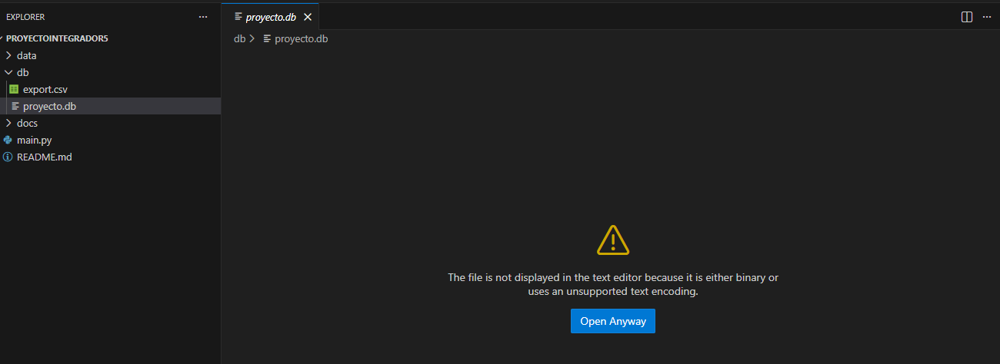 EXPLORER
PROYECTOINTEGRADOR5
data
db
export.csv
proyecto.db
docs
main.py
README.md
proyecto.db
db > proyecto.db
The file is not displayed in the text editor because it is either binary or
uses an unsupported text encoding.
Open Anyway